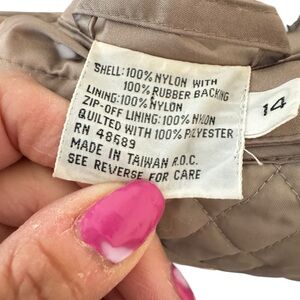 SHELL: 100% NYLON WITH
100% RUBBER BACKING
LINING: 100% NYLON
ZIP-OFF LINING: 100% NYLON
QUILTED WITH 100% POLYESTER
RN 48689
MADE IN TAIWAN R.O.C.
SEE REVERSE FOR CARE
14